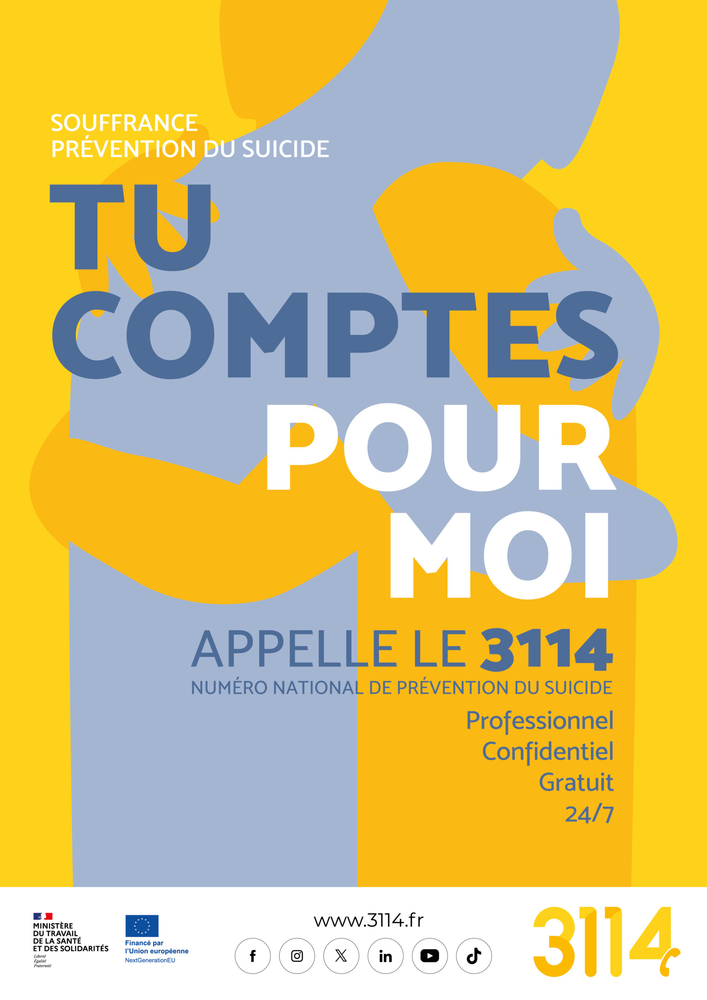 SOUFFRANCE
PRÉVENTION DU SUICIDE
TU
COMPTES
POUR
MOI
APPELLE LE 3114
NUMÉRO NATIONAL DE PRÉVENTION DU SUICIDE
Professionnel
Confidentiel
Gratuit
24/7
MINISTÈRE
DU TRAVAIL
DE LA SANTÉ
ET DES SOLIDARITÉS
Liberté
Égalité
Fraternité
Financé par
l'Union européenne
NextGenerationEU
www.3114.fr
3114